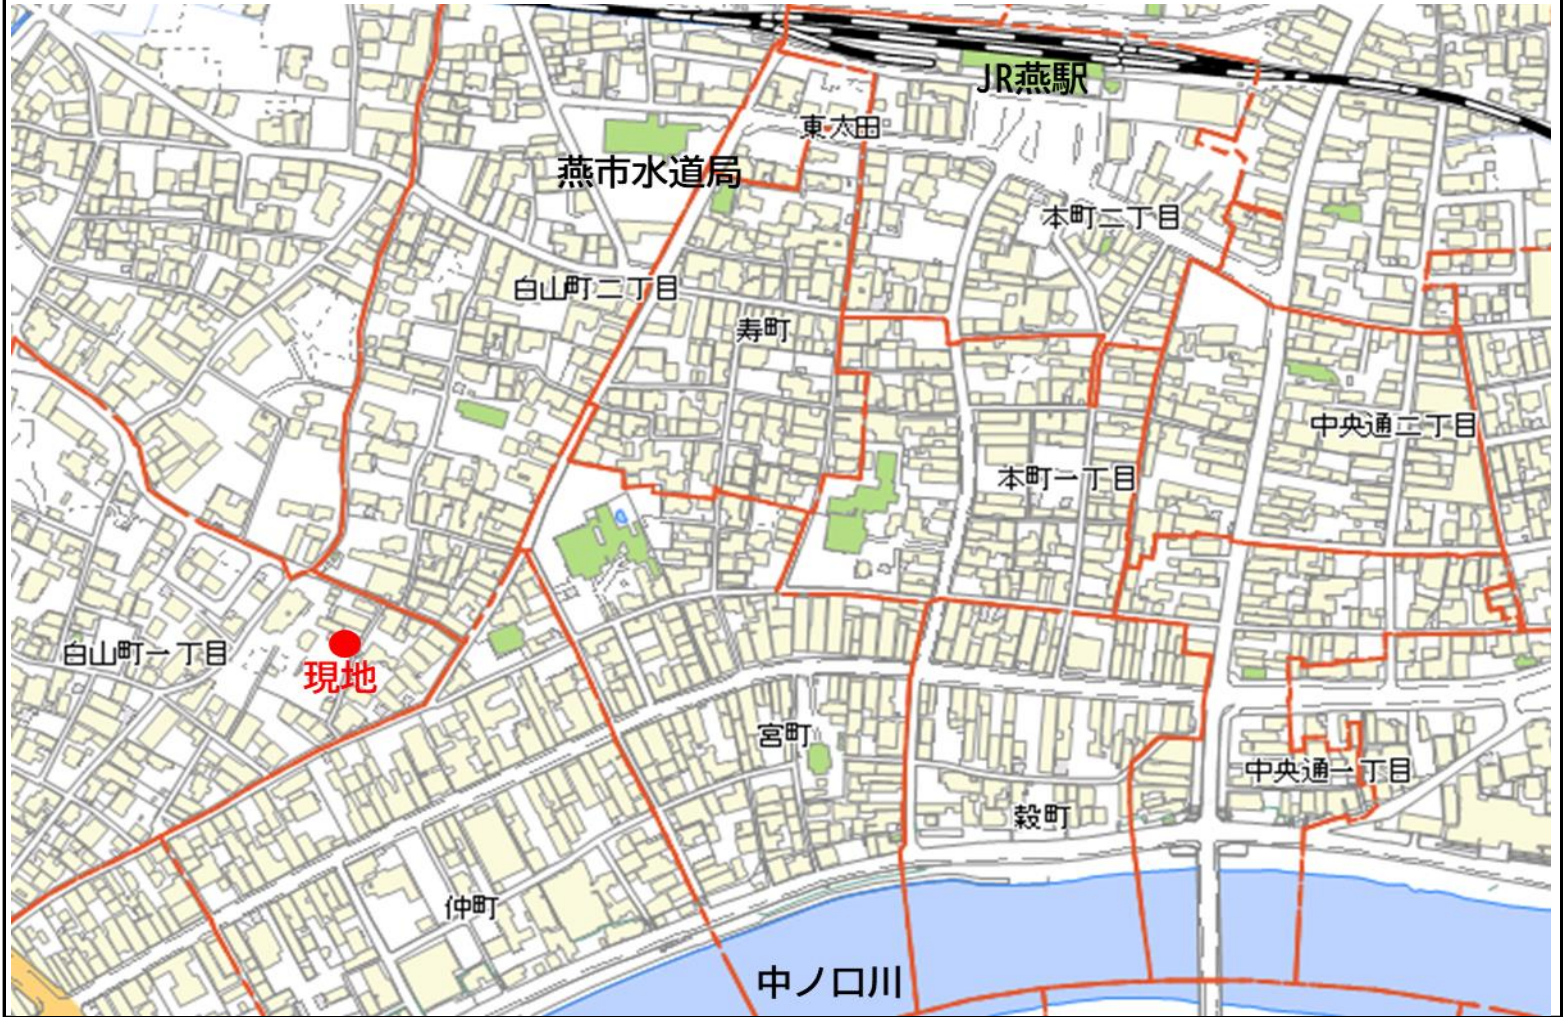 JR燕駅
東太田
燕市水道局
本町二丁目
白山町二丁目
寿町
中央通二丁目
本町一丁目
白山町一丁目
現地
宮町
中央通一丁目
穀町
仲町
中ノ口川